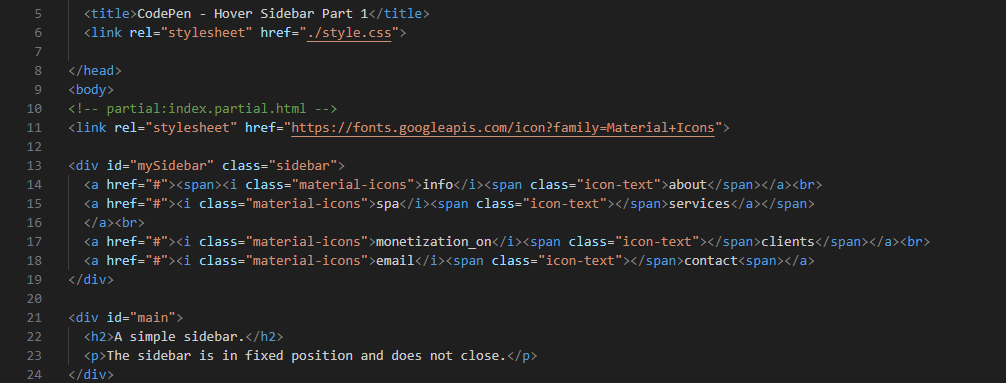 5 <title>CodePen - Hover Sidebar Part 1</title>
6 <link rel="stylesheet" href="./style.css">
7
8 </head>
9 <body>
10 <!-- partial:index.partial.html -->
11 <link rel="stylesheet" href="https://fonts.googleapis.com/icon?family=Material+Icons">
12
13 <div id="mySidebar" class="sidebar">
14 <a href="#"><span><i class="material-icons">info</i><span class="icon-text">about</span></a><br>
15 <a href="#"><i class="material-icons">spa</i><span class="icon-text"></span>services</a></span>
16 </a><br>
17 <a href="#"><i class="material-icons">monetization_on</i><span class="icon-text"></span>clients</span></a><br>
18 <a href="#"><i class="material-icons">email</i><span class="icon-text"></span>contact<span></a>
19 </div>
20
21 <div id="main">
22 <h2>A simple sidebar.</h2>
23 <p>The sidebar is in fixed position and does not close.</p>
24 </div>